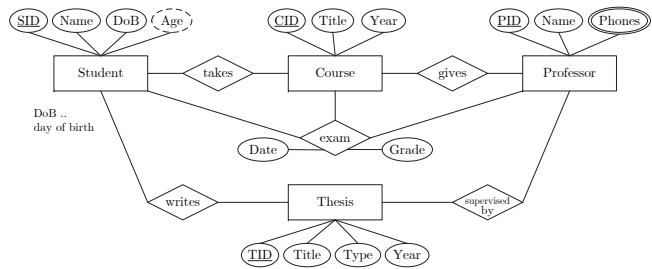 SID Name DoB Age CID Title Year PID Name Phones
Student takes Course gives Professor
DoB ..
day of birth
exam
Date Grade
writes Thesis supervised
by
TID Title Type Year